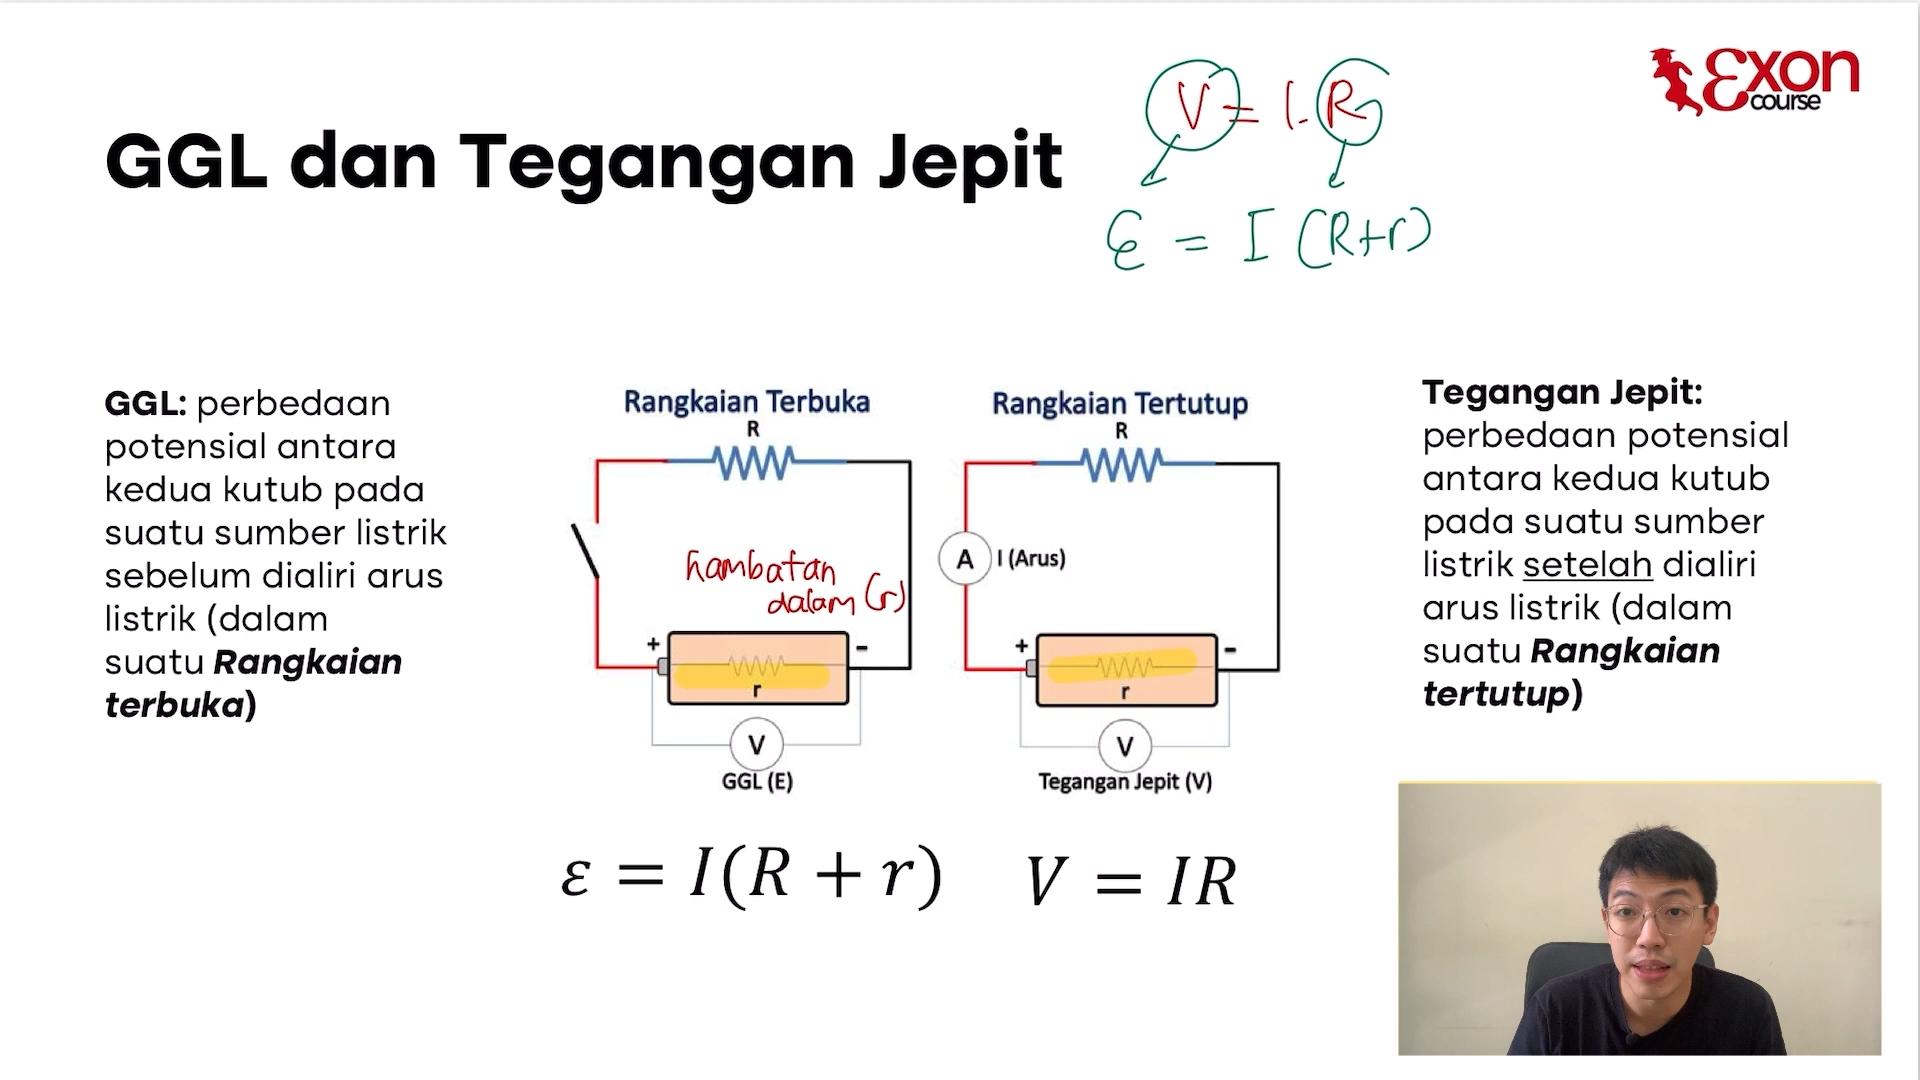 Exon
course
V = I.R
GGL dan Tegangan Jepit
ε = I (R+r)
GGL: perbedaan
potensial antara
kedua kutub pada
suatu sumber listrik
sebelum dialiri arus
listrik (dalam
suatu Rangkaian
terbuka)
Rangkaian Terbuka
R
hambatan
dalam (r)
+
-
r
V
GGL (E)
Rangkaian Tertutup
R
A I (Arus)
+
-
r
V
Tegangan Jepit (V)
Tegangan Jepit:
perbedaan potensial
antara kedua kutub
pada suatu sumber
listrik setelah dialiri
arus listrik (dalam
suatu Rangkaian
tertutup)
ε = I(R + r)
V = IR